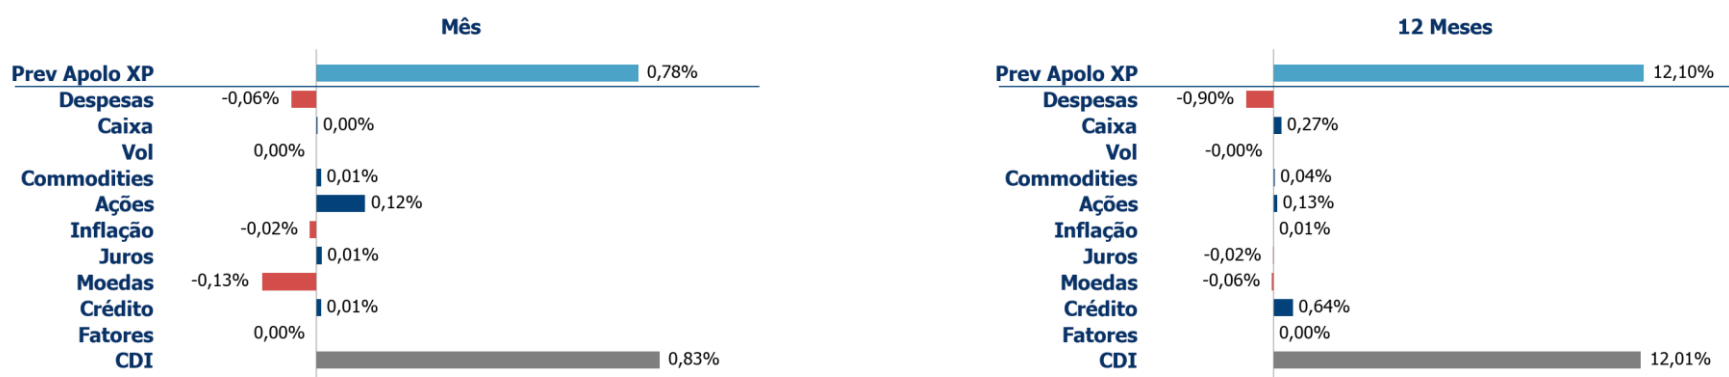 Mês
Prev Apolo XP 0,78%
Despesas -0,06%
Caixa 0,00%
Vol 0,00%
Commodities 0,01%
Ações 0,12%
Inflação -0,02%
Juros 0,01%
Moedas -0,13%
Crédito 0,01%
Fatores 0,00%
CDI 0,83%
12 Meses
Prev Apolo XP 12,10%
Despesas -0,90%
Caixa 0,27%
Vol -0,00%
Commodities 0,04%
Ações 0,13%
Inflação 0,01%
Juros -0,02%
Moedas -0,06%
Crédito 0,64%
Fatores 0,00%
CDI 12,01%